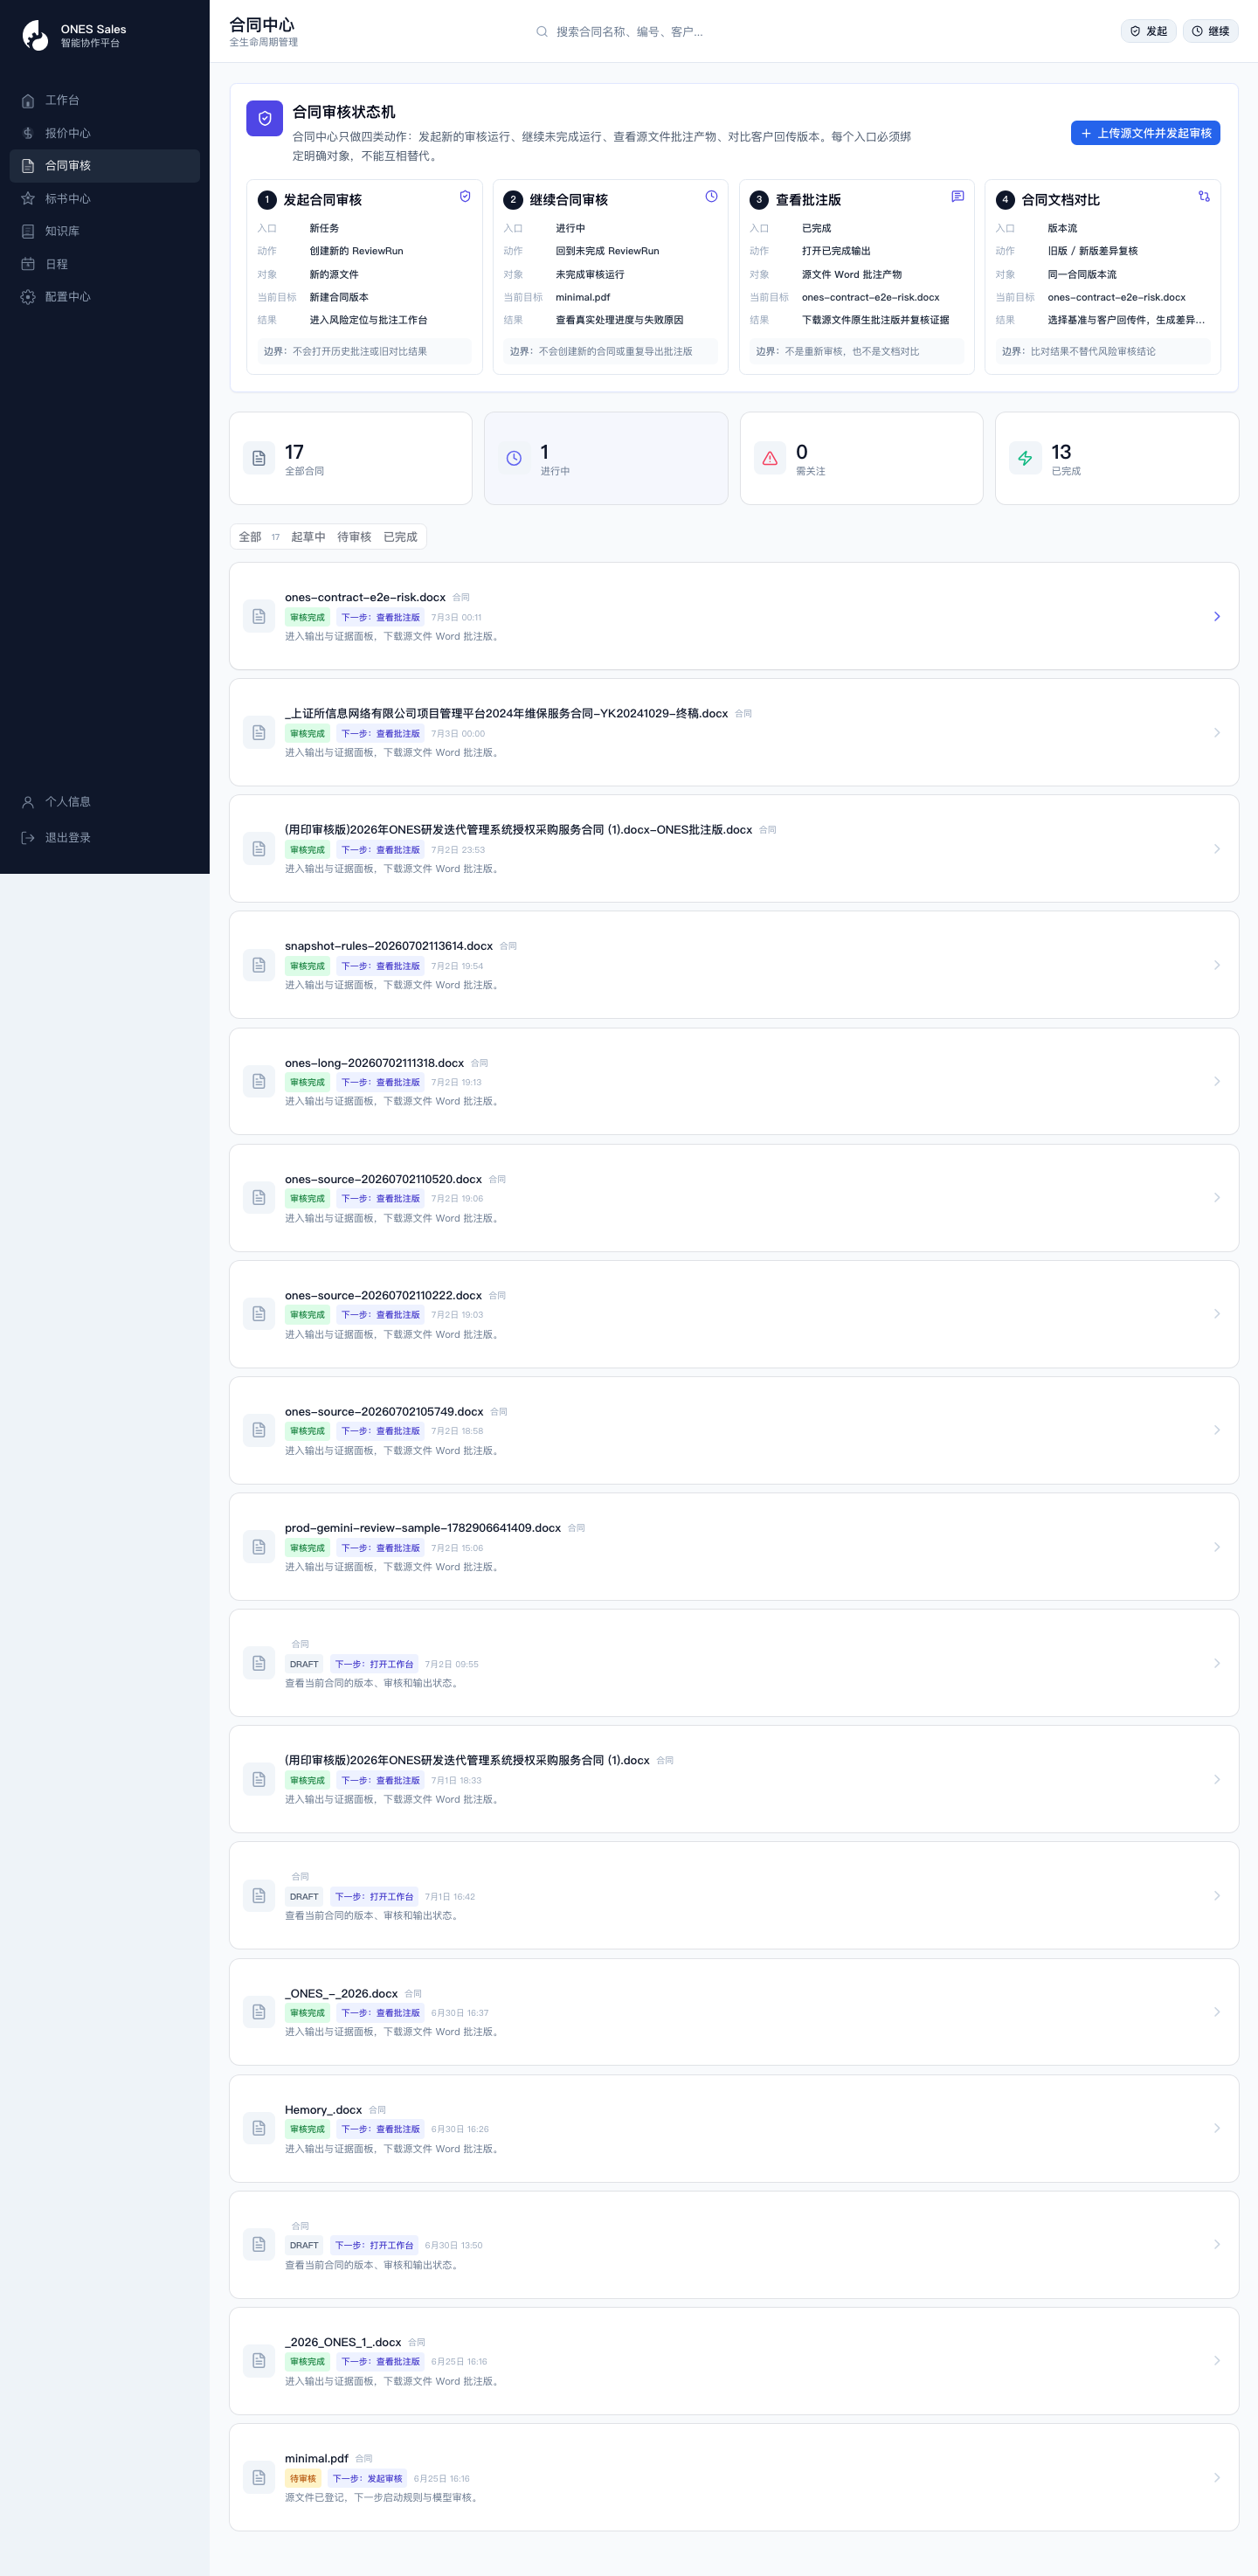 ONES Sales
智能协作平台
工作台
报价中心
合同审核
标书中心
知识库
日程
配置中心
个人信息
退出登录
合同中心
全生命周期管理
搜索合同名称、编号、客户...
发起
继续
合同审核状态机
合同中心只做四类动作：发起新的审核运行、继续未完成运行、查看源文件批注产物、对比客户回传版本。每个入口必须绑
定明确对象，不能互相替代。
上传源文件并发起审核
1 发起合同审核
入口 新任务
动作 创建新的 ReviewRun
对象 新的源文件
当前目标 新建合同版本
结果 进入风险定位与批注工作台
边界：不会打开历史批注或旧对比结果
2 继续合同审核
入口 进行中
动作 回到未完成 ReviewRun
对象 未完成审核运行
当前目标 minimal.pdf
结果 查看真实处理进度与失败原因
边界：不会创建新的合同或重复导出批注版
3 查看批注版
入口 已完成
动作 打开已完成输出
对象 源文件 Word 批注产物
当前目标 ones-contract-e2e-risk.docx
结果 下载源文件原生批注版并复核证据
边界：不是重新审核，也不是文档对比
4 合同文档对比
入口 版本流
动作 旧版 / 新版差异复核
对象 同一合同版本流
当前目标 ones-contract-e2e-risk.docx
结果 选择基准与客户回传件，生成差异...
边界：比对结果不替代风险审核结论
17
全部合同
1
进行中
0
需关注
13
已完成
全部 17 起草中 待审核 已完成
ones-contract-e2e-risk.docx 合同
审核完成 下一步：查看批注版 7月3日 00:11
进入输出与证据面板，下载源文件 Word 批注版。
_上证所信息网络有限公司项目管理平台2024年维保服务合同-YK20241029-终稿.docx 合同
审核完成 下一步：查看批注版 7月3日 00:00
进入输出与证据面板，下载源文件 Word 批注版。
(用印审核版)2026年ONES研发迭代管理系统授权采购服务合同 (1).docx-ONES批注版.docx 合同
审核完成 下一步：查看批注版 7月2日 23:53
进入输出与证据面板，下载源文件 Word 批注版。
snapshot-rules-20260702113614.docx 合同
审核完成 下一步：查看批注版 7月2日 19:54
进入输出与证据面板，下载源文件 Word 批注版。
ones-long-20260702111318.docx 合同
审核完成 下一步：查看批注版 7月2日 19:13
进入输出与证据面板，下载源文件 Word 批注版。
ones-source-20260702110520.docx 合同
审核完成 下一步：查看批注版 7月2日 19:06
进入输出与证据面板，下载源文件 Word 批注版。
ones-source-20260702110222.docx 合同
审核完成 下一步：查看批注版 7月2日 19:03
进入输出与证据面板，下载源文件 Word 批注版。
ones-source-20260702105749.docx 合同
审核完成 下一步：查看批注版 7月2日 18:58
进入输出与证据面板，下载源文件 Word 批注版。
prod-gemini-review-sample-1782906641409.docx 合同
审核完成 下一步：查看批注版 7月2日 15:06
进入输出与证据面板，下载源文件 Word 批注版。
合同
DRAFT 下一步：打开工作台 7月2日 09:55
查看当前合同的版本、审核和输出状态。
(用印审核版)2026年ONES研发迭代管理系统授权采购服务合同 (1).docx 合同
审核完成 下一步：查看批注版 7月1日 18:33
进入输出与证据面板，下载源文件 Word 批注版。
合同
DRAFT 下一步：打开工作台 7月1日 16:42
查看当前合同的版本、审核和输出状态。
_ONES_-_2026.docx 合同
审核完成 下一步：查看批注版 6月30日 16:37
进入输出与证据面板，下载源文件 Word 批注版。
Hemory_.docx 合同
审核完成 下一步：查看批注版 6月30日 16:26
进入输出与证据面板，下载源文件 Word 批注版。
合同
DRAFT 下一步：打开工作台 6月30日 13:50
查看当前合同的版本、审核和输出状态。
_2026_ONES_1_.docx 合同
审核完成 下一步：查看批注版 6月25日 16:16
进入输出与证据面板，下载源文件 Word 批注版。
minimal.pdf 合同
待审核 下一步：发起审核 6月25日 16:16
源文件已登记，下一步启动规则与模型审核。